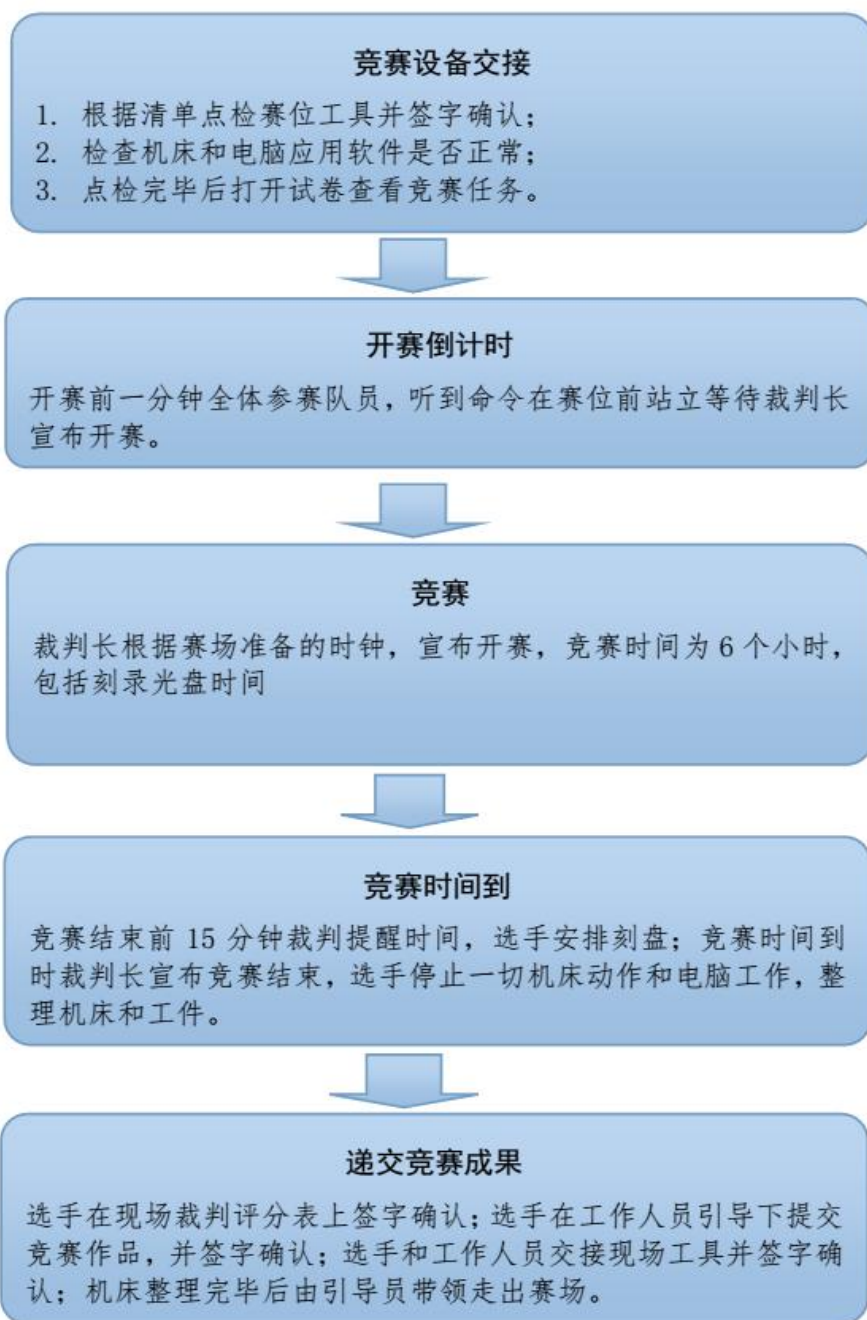 竞赛设备交接
1. 根据清单点检赛位工具并签字确认；
2. 检查机床和电脑应用软件是否正常；
3. 点检完毕后打开试卷查看竞赛任务。
开赛倒计时
开赛前一分钟全体参赛队员，听到命令在赛位前站立等待裁判长
宣布开赛。
竞赛
裁判长根据赛场准备的时钟，宣布开赛，竞赛时间为 6 个小时，
包括刻录光盘时间
竞赛时间到
竞赛结束前 15 分钟裁判提醒时间，选手安排刻盘；竞赛时间到
时裁判长宣布竞赛结束，选手停止一切机床动作和电脑工作，整
理机床和工件。
递交竞赛成果
选手在现场裁判评分表上签字确认；选手在工作人员引导下提交
竞赛作品，并签字确认；选手和工作人员交接现场工具并签字确
认；机床整理完毕后由引导员带领走出赛场。